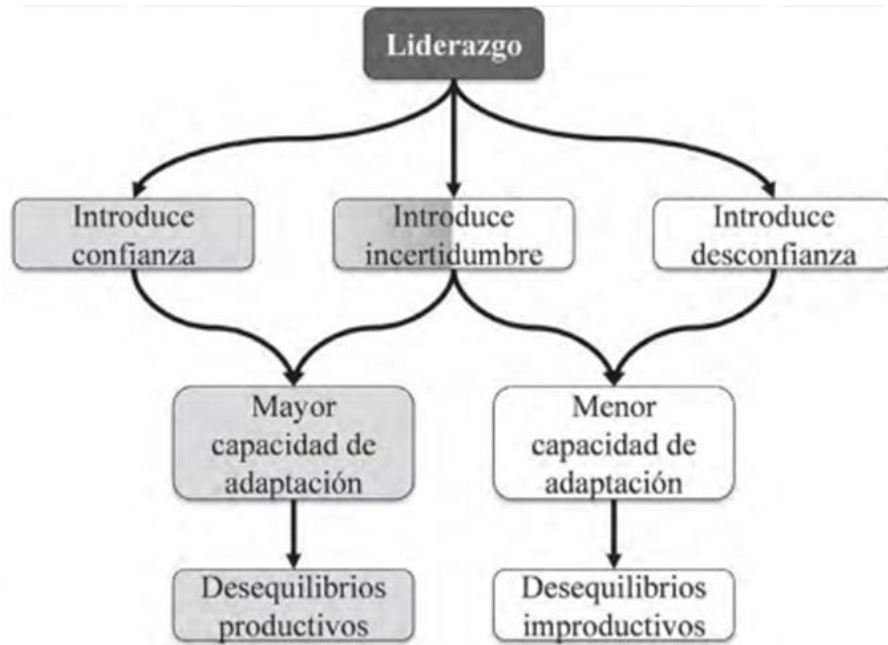 Liderazgo
Introduce
confianza
Introduce
incertidumbre
Introduce
desconfianza
Mayor
capacidad de
adaptación
Menor
capacidad de
adaptación
Desequilibrios
productivos
Desequilibrios
improductivos